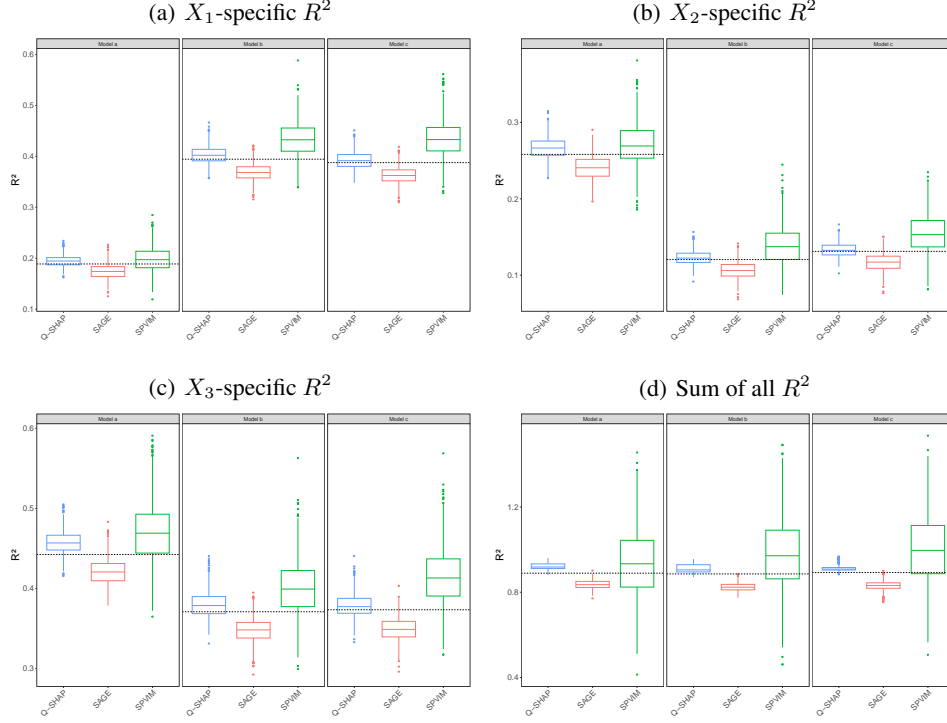 (a) X₁-specific R²
Model a Model b Model c
0.6
0.5
0.4
0.3
0.2
0.1
R²
Q−SHAP SAGE SPVIM Q−SHAP SAGE SPVIM Q−SHAP SAGE SPVIM
(b) X₂-specific R²
Model a Model b Model c
0.3
0.2
0.1
R²
Q−SHAP SAGE SPVIM Q−SHAP SAGE SPVIM Q−SHAP SAGE SPVIM
(c) X₃-specific R²
Model a Model b Model c
0.6
0.5
0.4
0.3
R²
Q−SHAP SAGE SPVIM Q−SHAP SAGE SPVIM Q−SHAP SAGE SPVIM
(d) Sum of all R²
Model a Model b Model c
1.2
0.8
0.4
R²
Q−SHAP SAGE SPVIM Q−SHAP SAGE SPVIM Q−SHAP SAGE SPVIM